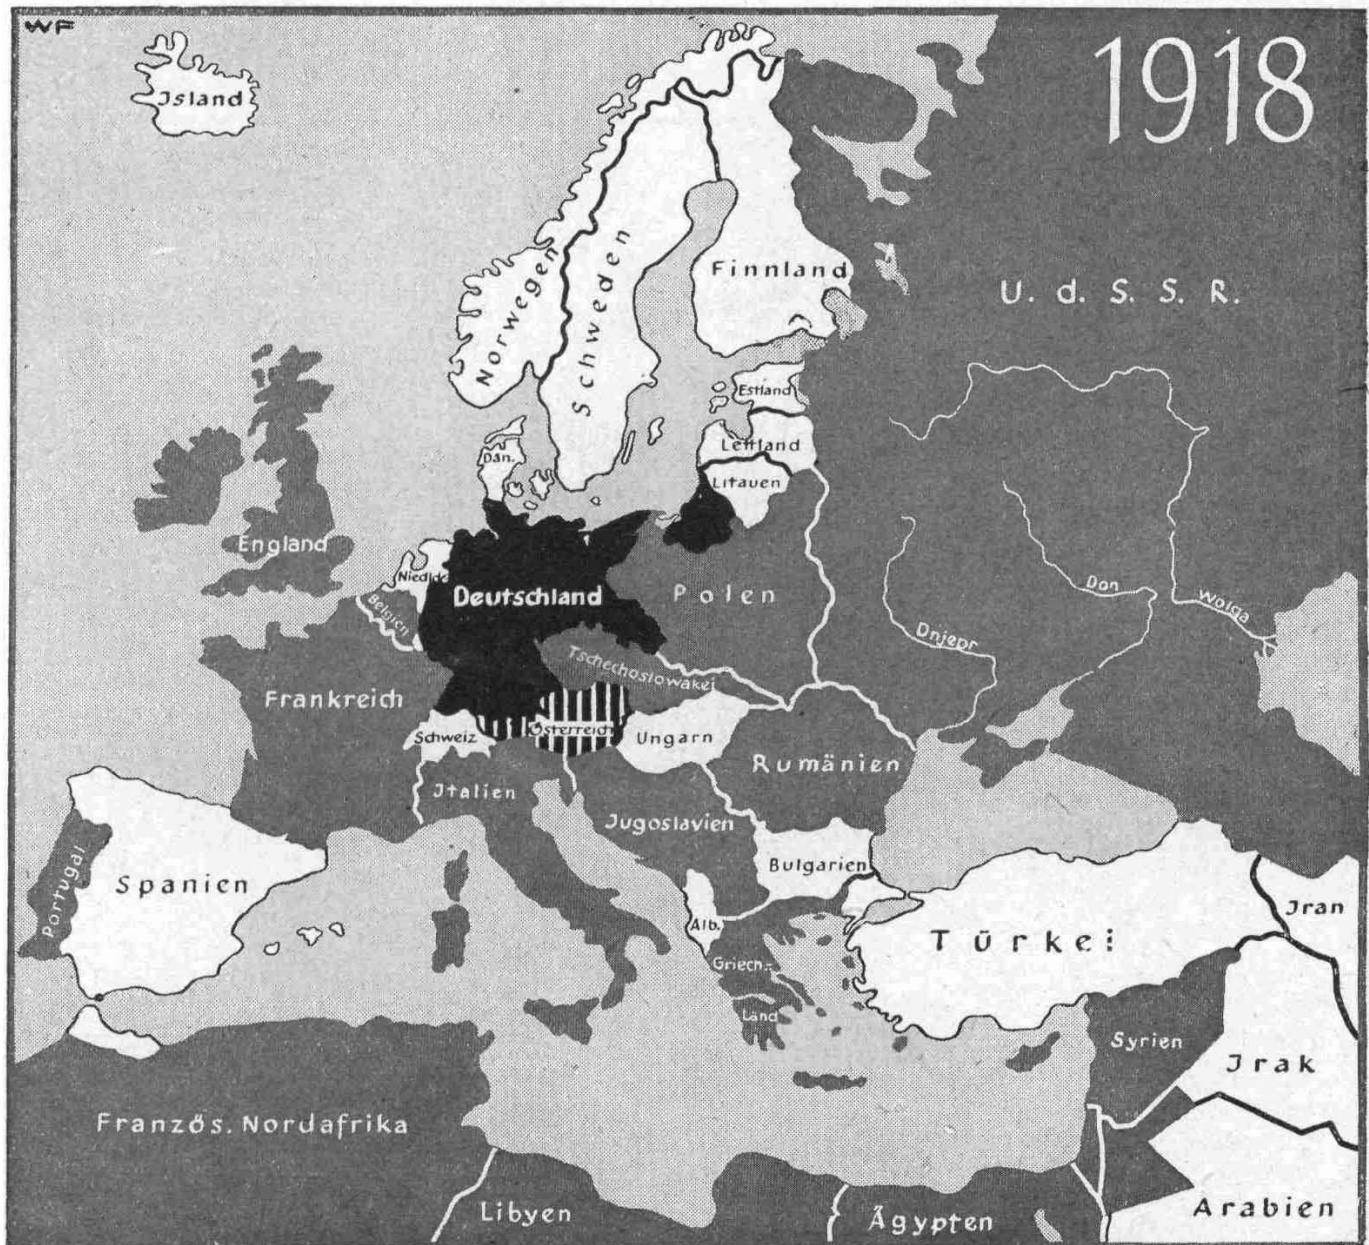 WF
1918
Jsland
Norwegen
Schweden
Finnland
U. d. S. S. R.
Estland
Lettland
Litauen
Dän.
England
Niedlde
Belgien
Deutschland
Polen
Don
Wolga
Dnjepr
Tschechoslowakei
Frankreich
Schweiz
Österreich
Ungarn
Rumänien
Jtalien
Jugoslavien
Bulgarien
Portugal
Spanien
Alb.
Griech.-
Land
Türkei
Jran
Syrien
Jrak
Französ. Nordafrika
Libyen
Ägypten
Arabien